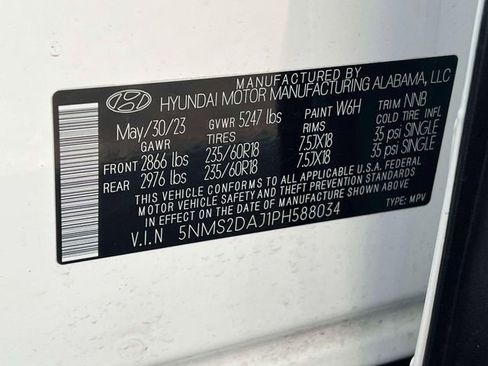 MANUFACTURED BY
HYUNDAI MOTOR MANUFACTURING ALABAMA, LLC
May/30/23 GVWR 5247 lbs PAINT W6H TRIM NNB
GAWR TIRES RIMS COLD TIRE INFL
FRONT 2866 lbs 235/60R18 7.5JX18 35 psi SINGLE
REAR 2976 lbs 235/60R18 7.5JX18 35 psi SINGLE
THIS VEHICLE CONFORMS TO ALL APPLICABLE U.S.A. FEDERAL
MOTOR VEHICLE SAFETY STANDARDS
IN EFFECT ON THE DATE OF MANUFACTURE SHOWN ABOVE.
V.I.N 5NMS2DAJ1PH588034 TYPE: MPV